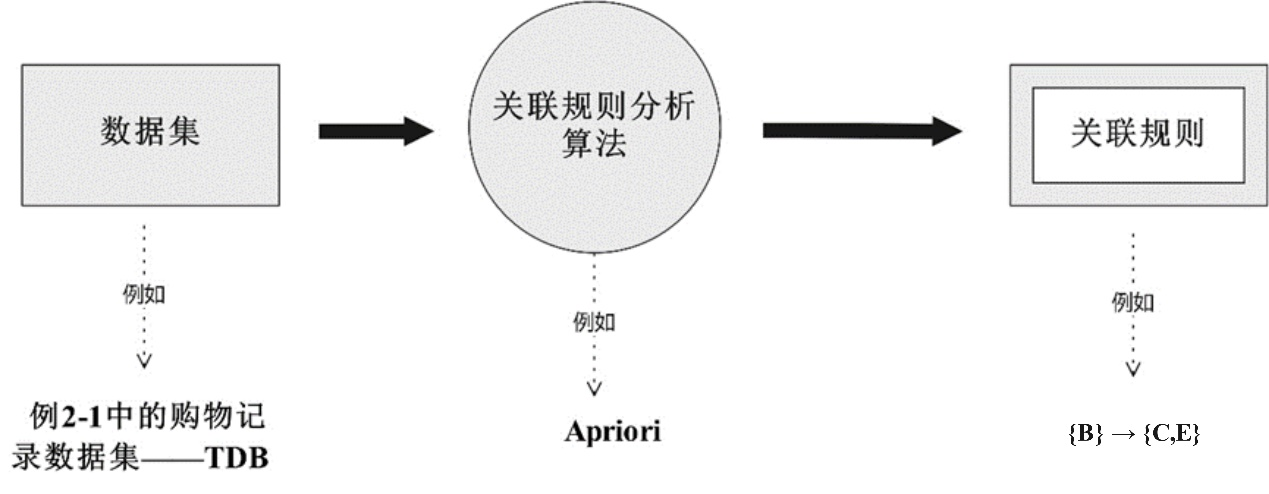 数据集
关联规则分析
算法
关联规则
例如
例如
例如
例2-1中的购物记
录数据集——TDB
Apriori
{B} → {C,E}